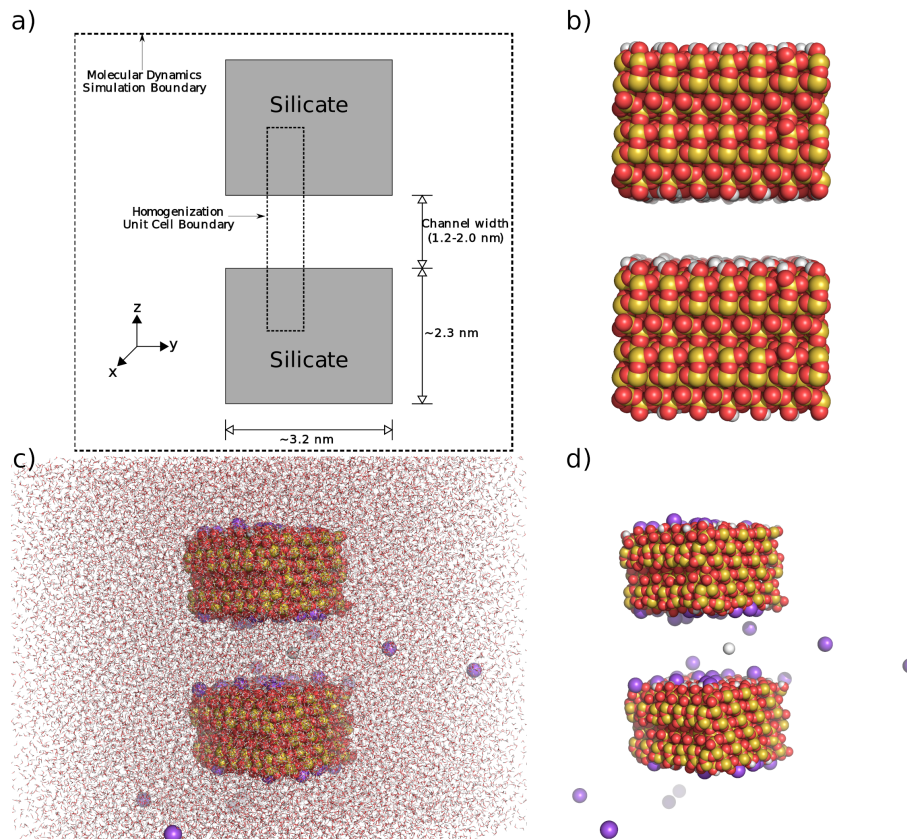 a)
b)
Molecular Dynamics
Simulation Boundary
Silicate
Homogenization
Unit Cell Boundary
Channel width
(1.2-2.0 nm)
z
y
x
~2.3 nm
Silicate
~3.2 nm
c)
d)